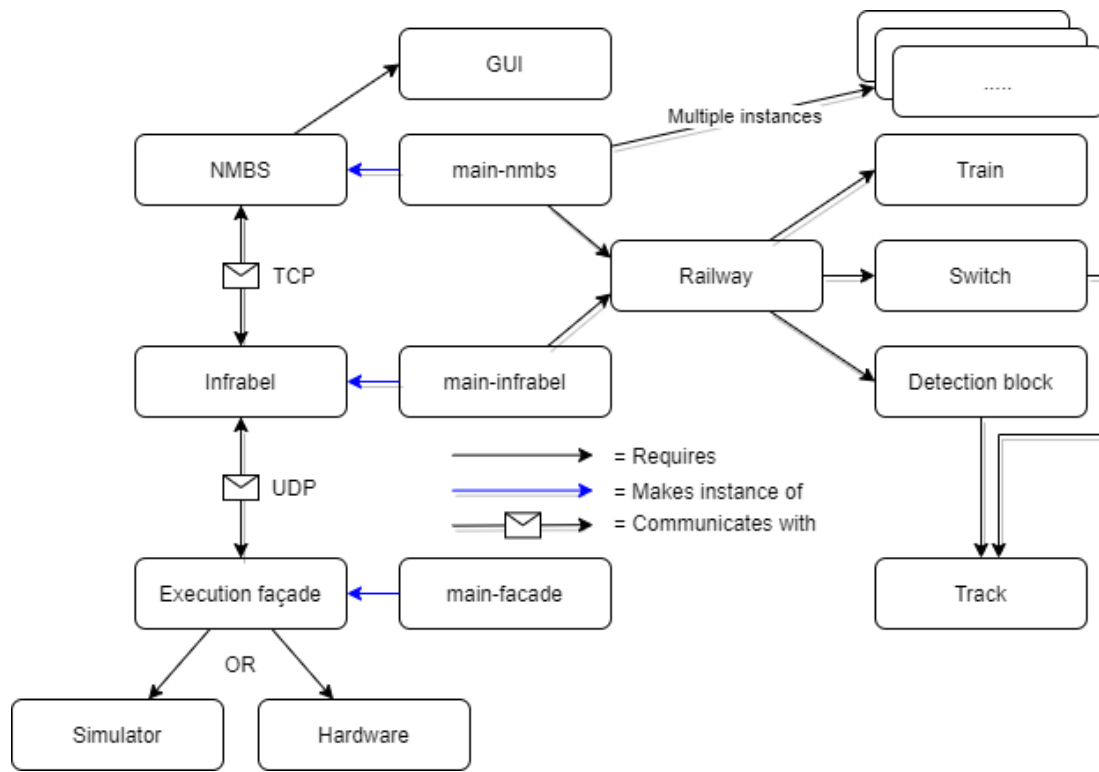 GUI
.....
Multiple instances
NMBS
main-nmbs
Train
TCP
Railway
Switch
Infrabel
main-infrabel
Detection block
= Requires
UDP
= Makes instance of
= Communicates with
Execution façade
main-facade
Track
OR
Simulator
Hardware